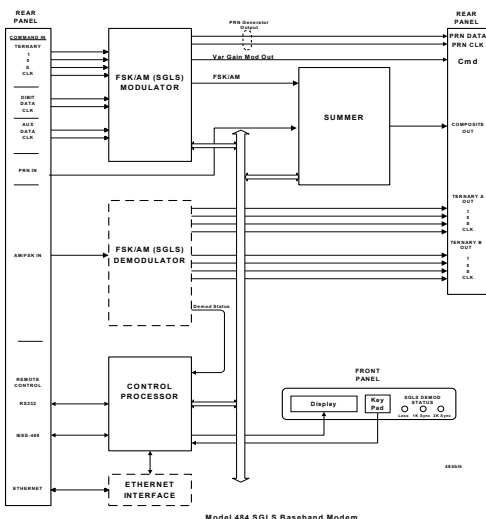 REAR
PANEL
COMMAND IN
TERNARY
1
0
S
CLK
DIBIT
DATA
CLK
AUX
DATA
CLK
PRN IN
AM/FSK IN
REMOTE
CONTROL
RS232
IEEE-488
ETHERNET
FSK/AM (SGLS)
MODULATOR
PRN Generator
Output
Var Gain Mod Out
FSK/AM
SUMMER
FSK/AM (SGLS)
DEMODULATOR
Demod Status
CONTROL
PROCESSOR
ETHERNET
INTERFACE
REAR
PANEL
PRN DATA
PRN CLK
Cmd
COMPOSITE
OUT
TERNARY A
OUT
1
0
S
CLK
TERNARY B
OUT
1
0
S
CLK
FRONT
PANEL
Display
Key
Pad
SGLS DEMOD
STATUS
Loss 1K Sync 2K Sync
484blk
Model 484 SGLS Baseband Modem